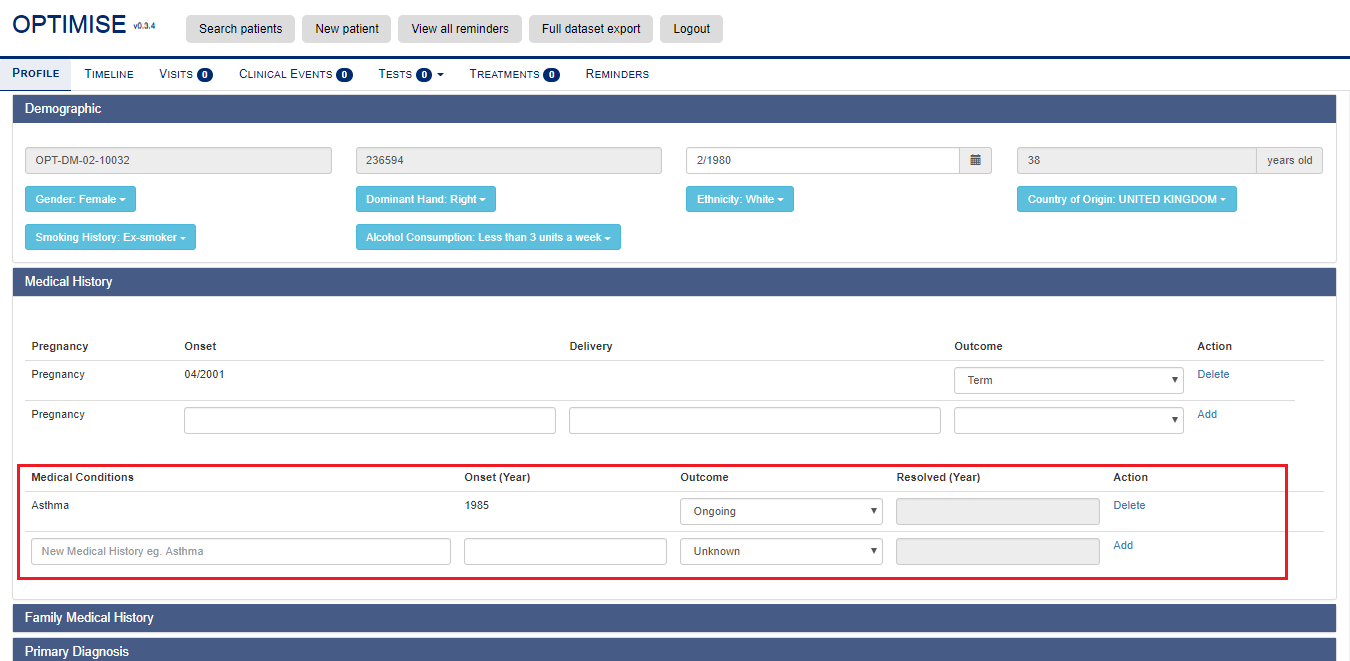 OPTIMISE v0.3.4 Search patients New patient View all reminders Full dataset export Logout
PROFILE TIMELINE VISITS 0 CLINICAL EVENTS 0 TESTS 0 TREATMENTS 0 REMINDERS
Demographic
OPT-DM-02-10032 236594 2/1980 38 years old
Gender: Female Dominant Hand: Right Ethnicity: White Country of Origin: UNITED KINGDOM
Smoking History: Ex-smoker Alcohol Consumption: Less than 3 units a week
Medical History
Pregnancy Onset Delivery Outcome Action
Pregnancy 04/2001 Term Delete
Pregnancy Add
Medical Conditions Onset (Year) Outcome Resolved (Year) Action
Asthma 1985 Ongoing Delete
New Medical History eg. Asthma Unknown Add
Family Medical History
Primary Diagnosis